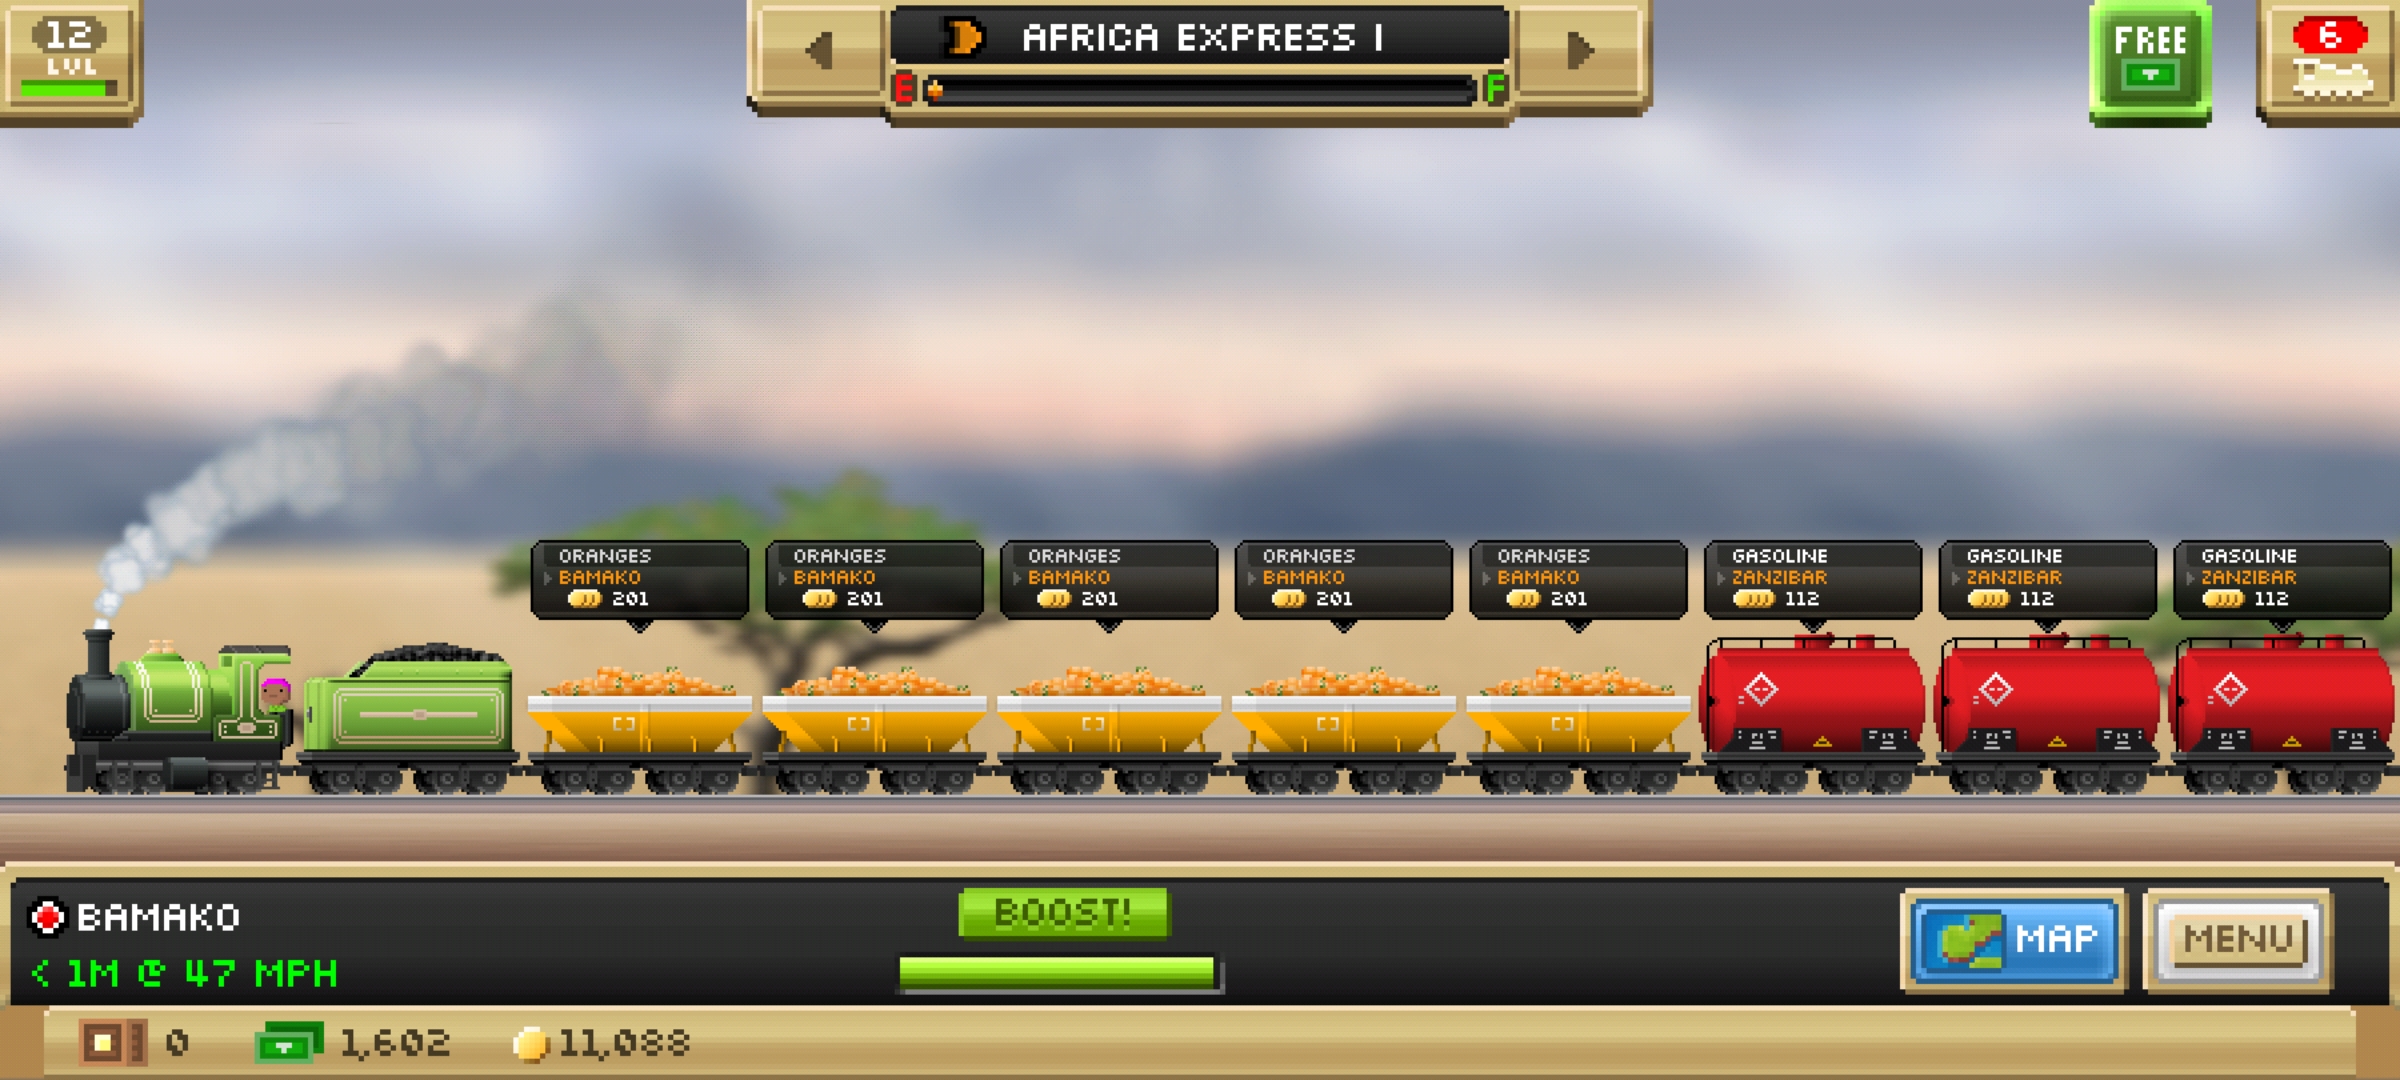 12
LVL
AFRICA EXPRESS I
E
F
FREE
6
ORANGES
BAMAKO
201
ORANGES
BAMAKO
201
ORANGES
BAMAKO
201
ORANGES
BAMAKO
201
ORANGES
BAMAKO
201
GASOLINE
ZANZIBAR
112
GASOLINE
ZANZIBAR
112
GASOLINE
ZANZIBAR
112
BAMAKO
< 1M @ 47 MPH
BOOST!
MAP
MENU
0
1,602
11,088